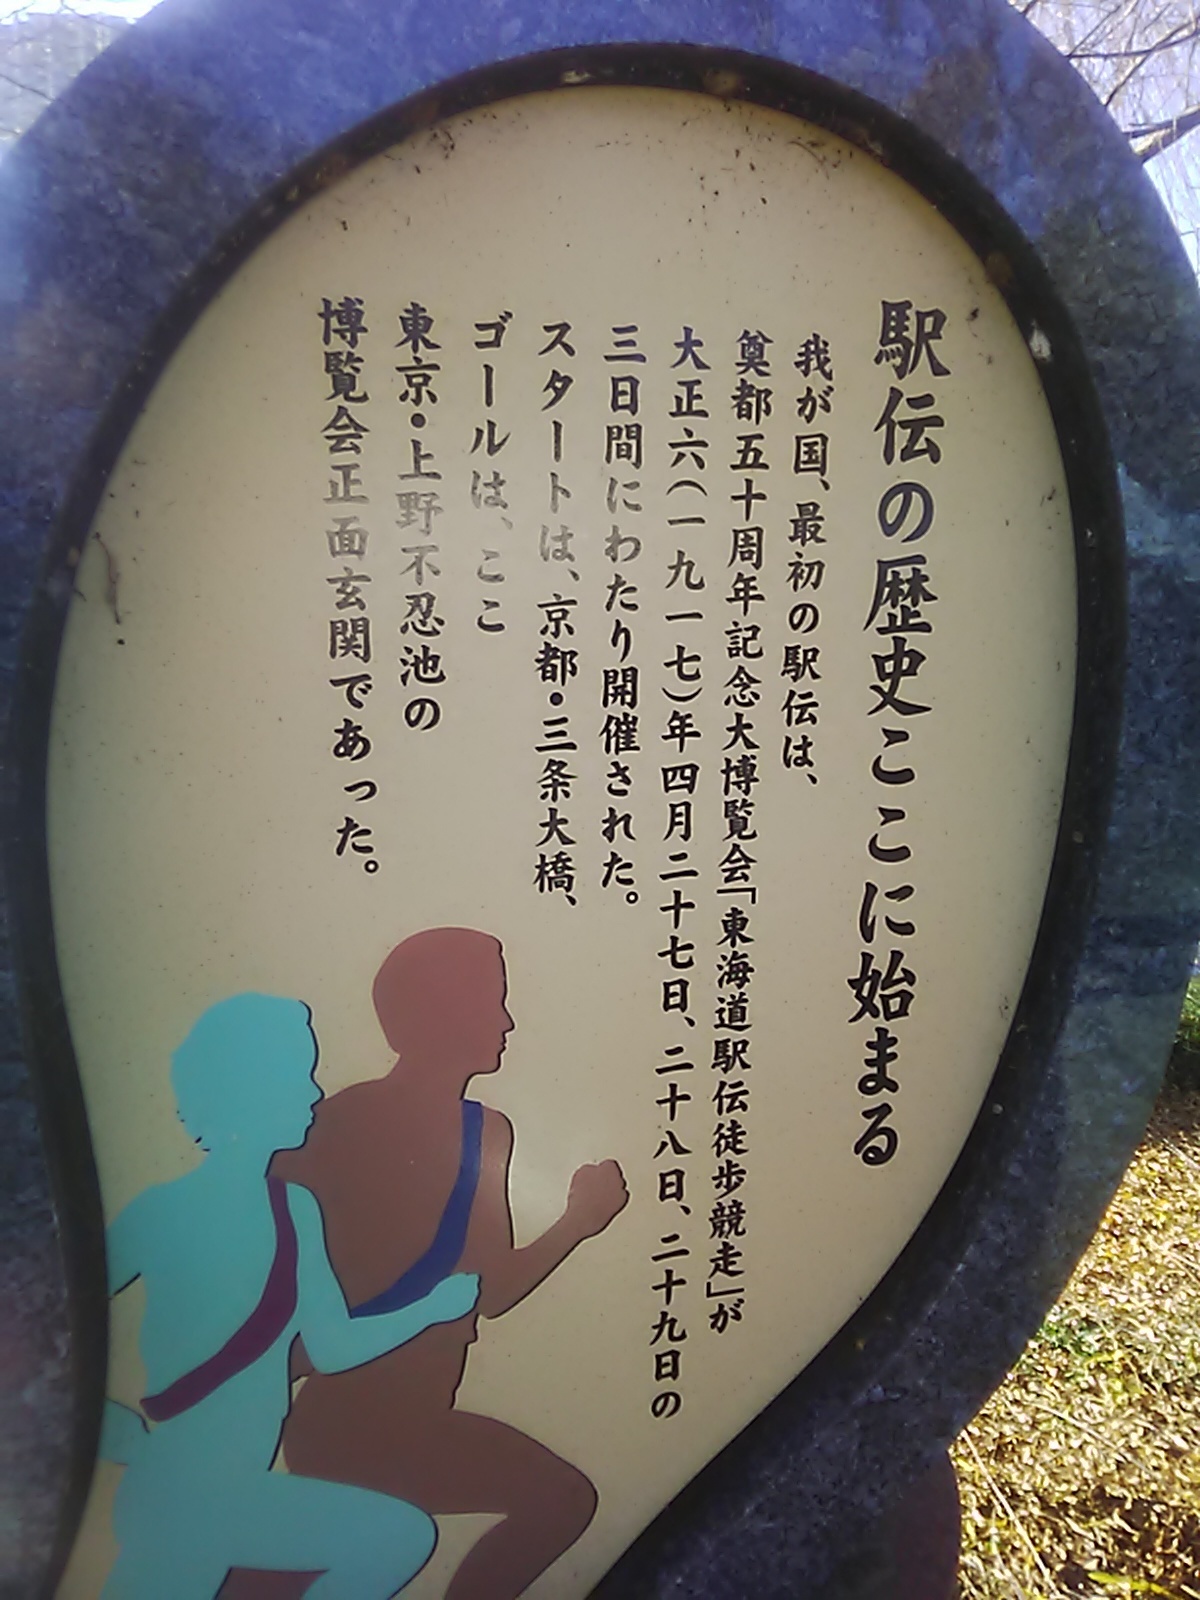 駅伝の歴史ここに始まる
我が国、最初の駅伝は、
奠都五十周年記念大博覧会「東海道駅伝徒歩競走」が
大正六(一九一七)年四月二十七日、二十八日、二十九日の
三日間にわたり開催された。
スタートは、京都・三条大橋、
ゴールは、ここ
東京・上野不忍池の
博覧会正面玄関であった。